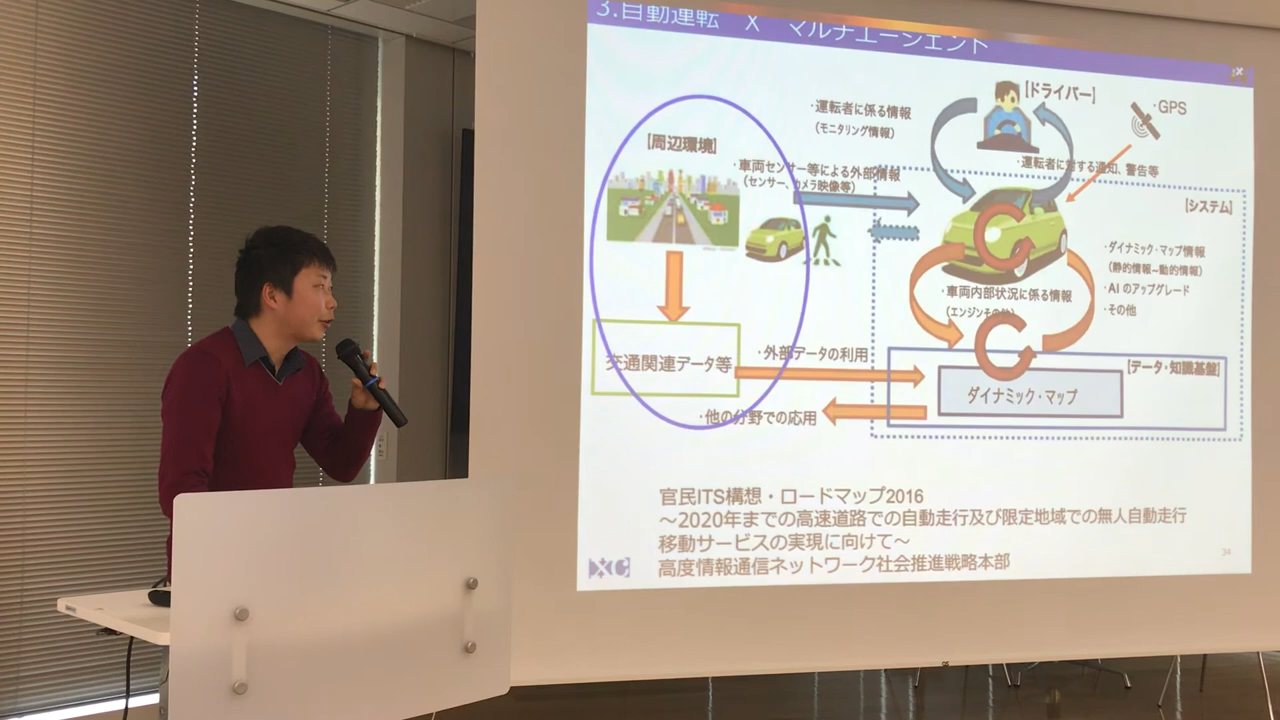 3.自動運転 X マルチエージェント
【ドライバー】
・GPS
・運転者に係る情報
(モニタリング情報)
【周辺環境】
・車両センサー等による外部情報
(センサー、カメラ映像等)
・運転者に対する通知、警告等
【システム】
・ダイナミック・マップ情報
(静的情報~動的情報)
・AI のアップグレード
・その他
・車両内部状況に係る情報
(エンジンその他)
交通関連データ等
・外部データの利用
【データ・知識基盤】
ダイナミック・マップ
・他の分野での応用
官民ITS構想・ロードマップ2016
～2020年までの高速道路での自動走行及び限定地域での無人自動走行
移動サービスの実現に向けて～
高度情報通信ネットワーク社会推進戦略本部
34